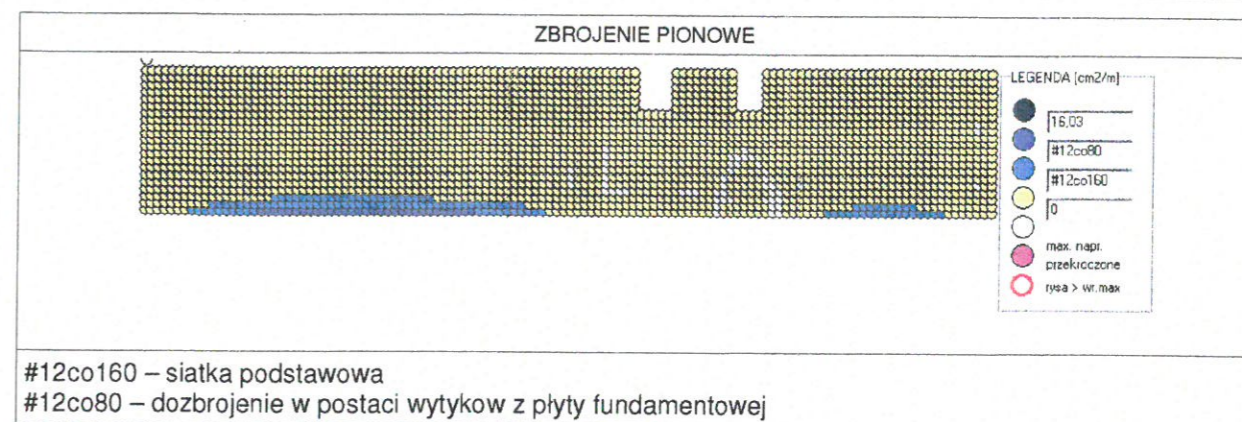 ZBROJENIE PIONOWE
LEGENDA [cm2/m]
16,03
#12co80
#12co160
0
max. napr.
przekroczone
rysa > wr.max
#12co160 – siatka podstawowa
#12co80 – dozbrojenie w postaci wytykow z płyty fundamentowej